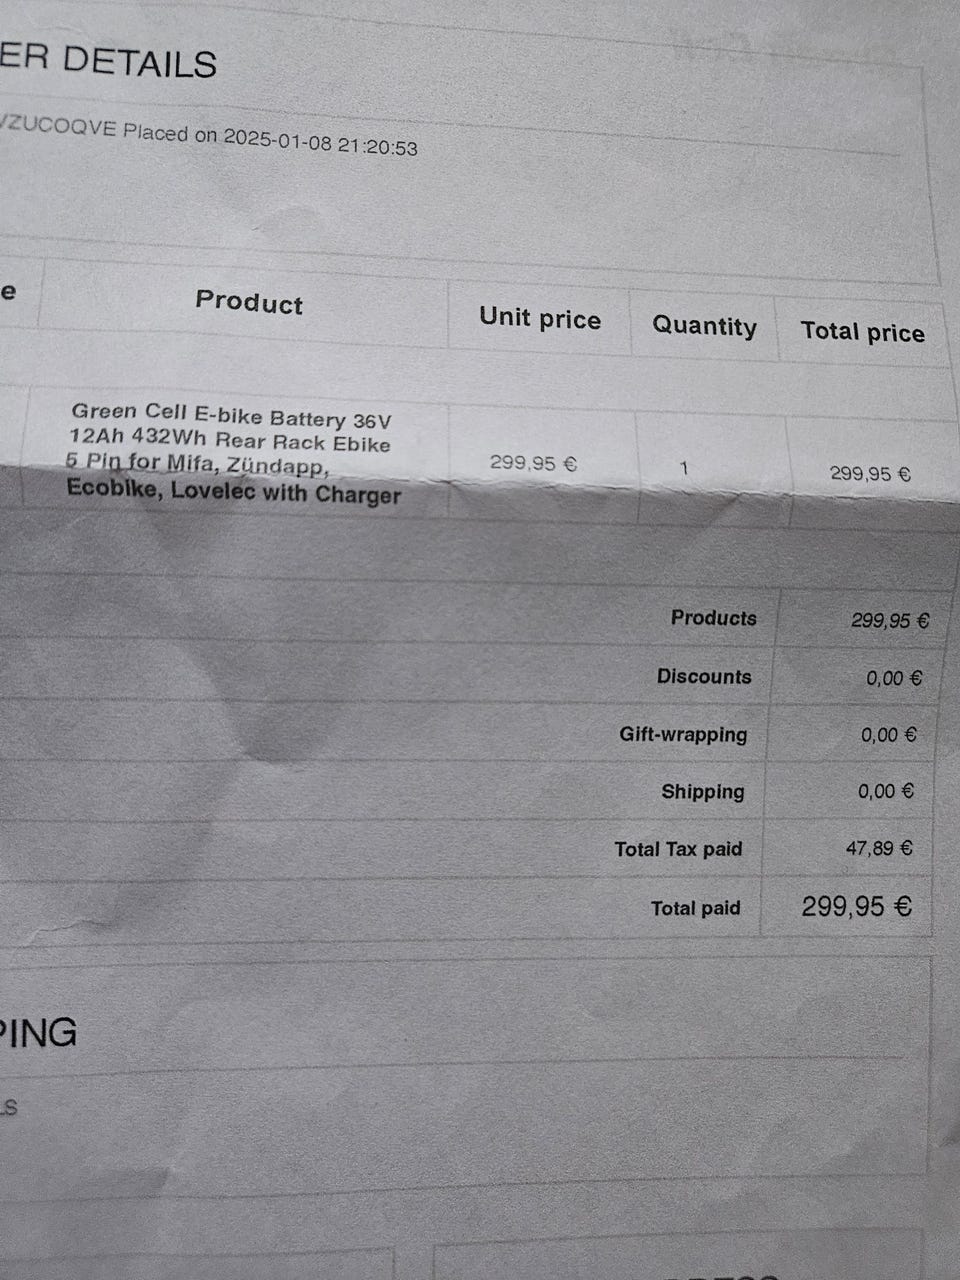 ER DETAILS
VZUCOQVE Placed on 2025-01-08 21:20:53
e Product Unit price Quantity Total price
Green Cell E-bike Battery 36V
12Ah 432Wh Rear Rack Ebike
5 Pin for Mifa, Zündapp,
Ecobike, Lovelec with Charger
299,95 € 1 299,95 €
Products 299,95 €
Discounts 0,00 €
Gift-wrapping 0,00 €
Shipping 0,00 €
Total Tax paid 47,89 €
Total paid 299,95 €
PING
LS